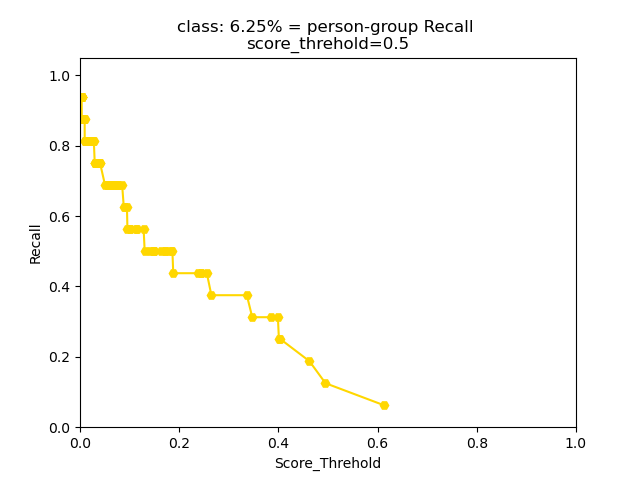 class: 6.25% = person-group Recall
score_threhold=0.5
1.0
0.8
0.6
0.4
0.2
0.0
Recall
0.0 0.2 0.4 0.6 0.8 1.0
Score_Threhold